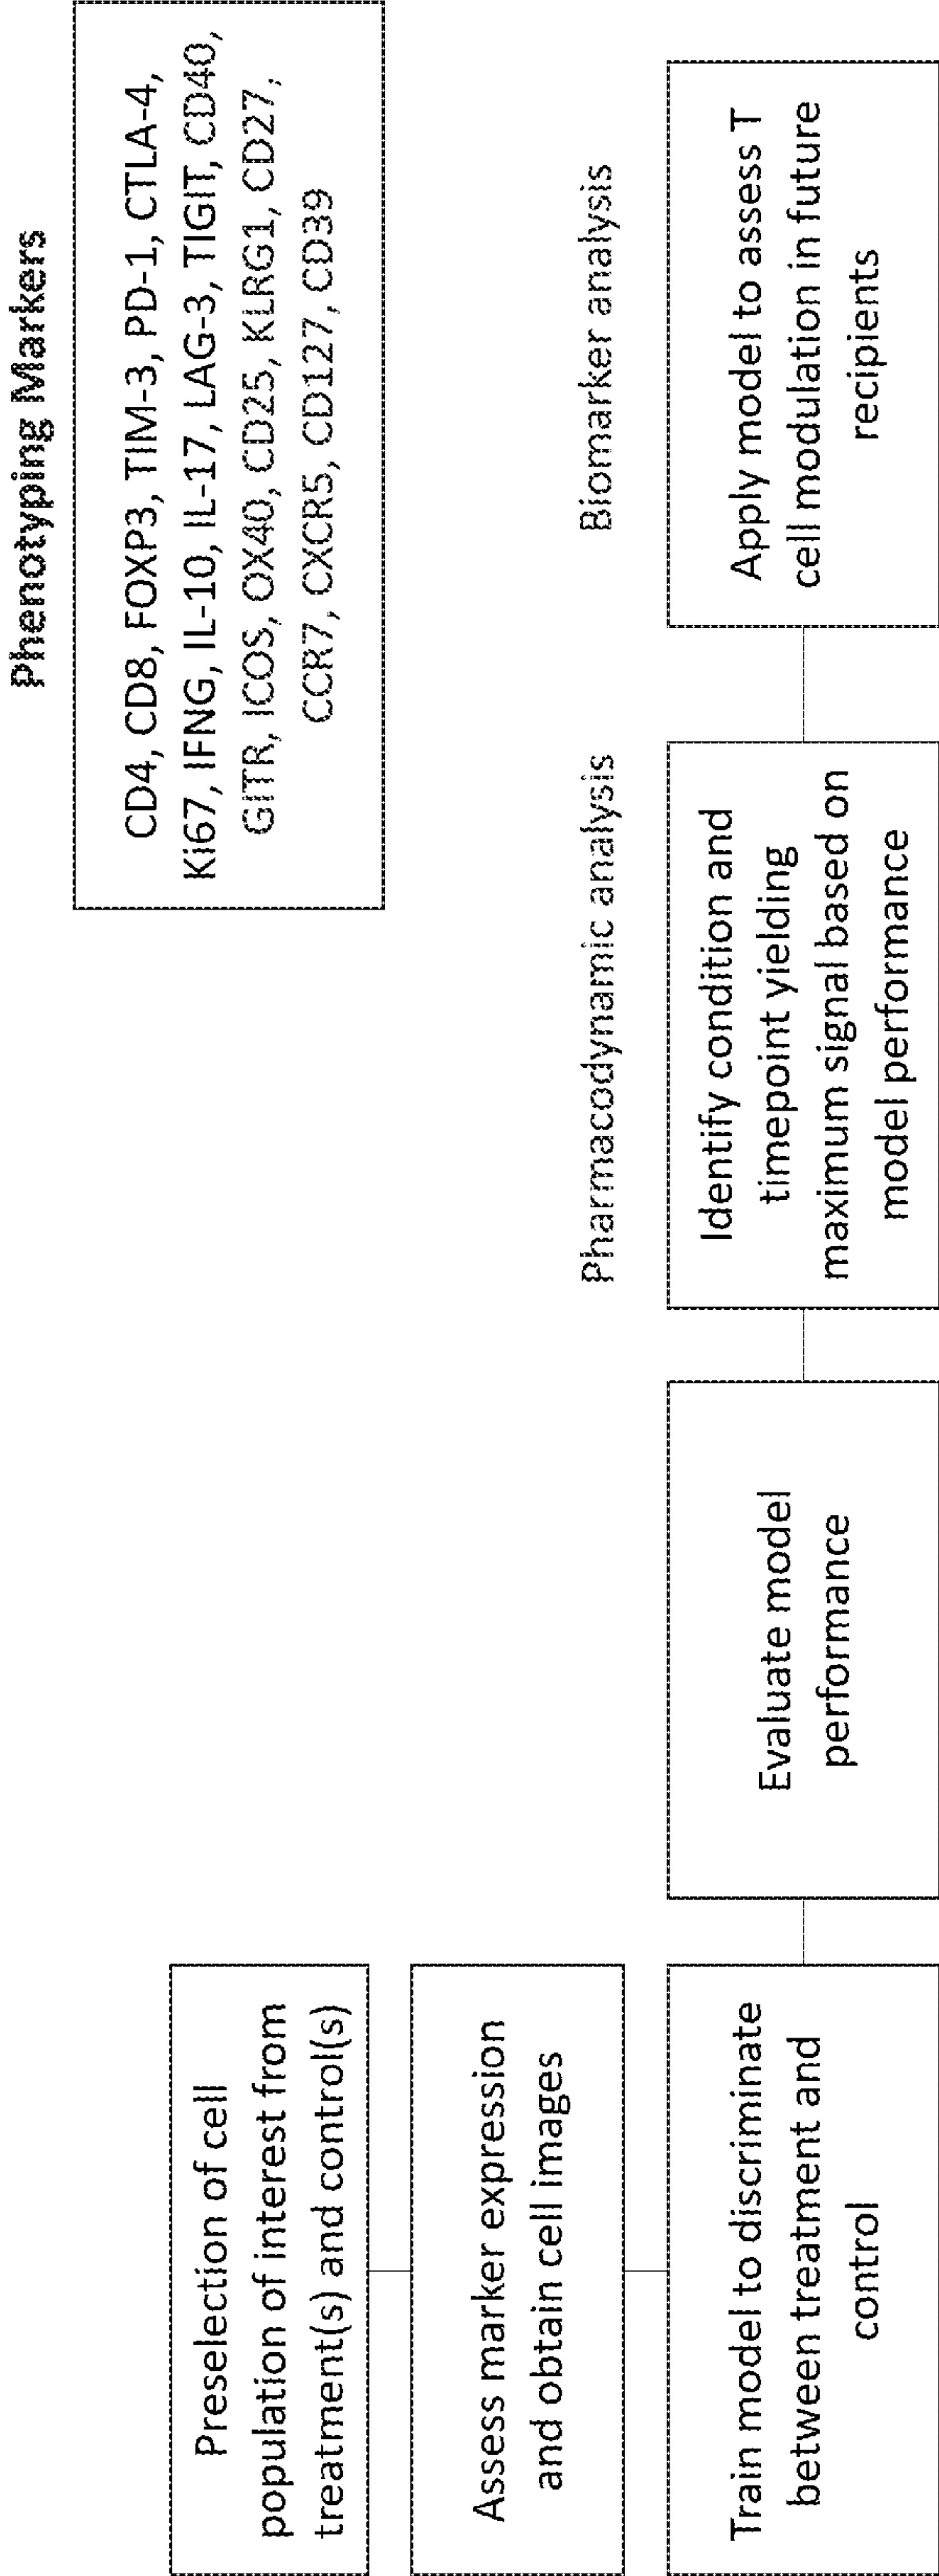 Phenotyping Markers
CD4, CD8, FOXP3, TIM-3, PD-1, CTLA-4,
Ki67, IFNG, IL-10, IL-17, LAG-3, TIGIT, CD40,
GITR, ICOS, OX40, CD25, KLRG1, CD27,
CCR7, CXCR5, CD127, CD39
Preselection of cell
population of interest from
treatment(s) and control(s)
Assess marker expression
and obtain cell images
Train model to discriminate
between treatment and
control
Evaluate model
performance
Pharmacodynamic analysis
Identify condition and
timepoint yielding
maximum signal based on
model performance
Biomarker analysis
Apply model to assess T
cell modulation in future
recipients